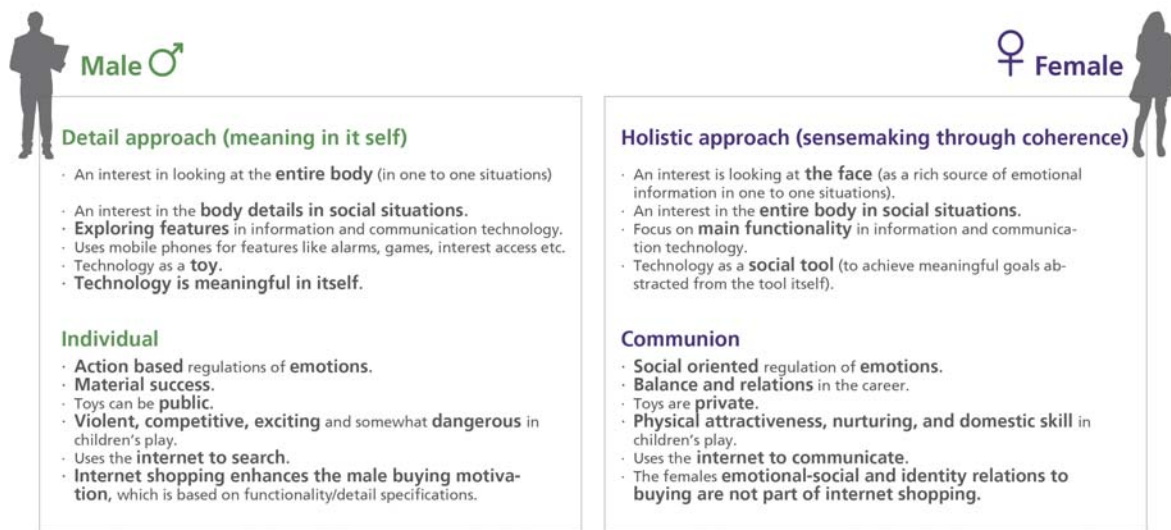 Male
Female
Detail approach (meaning in it self)
· An interest in looking at the entire body (in one to one situations)
· An interest in the body details in social situations.
· Exploring features in information and communication technology.
· Uses mobile phones for features like alarms, games, interest access etc.
· Technology as a toy.
· Technology is meaningful in itself.
Individual
· Action based regulations of emotions.
· Material success.
· Toys can be public.
· Violent, competitive, exciting and somewhat dangerous in
children's play.
· Uses the internet to search.
· Internet shopping enhances the male buying motiva-
tion, which is based on functionality/detail specifications.
Holistic approach (sensemaking through coherence)
· An interest is looking at the face (as a rich source of emotional
information in one to one situations).
· An interest in the entire body in social situations.
· Focus on main functionality in information and communica-
tion technology.
· Technology as a social tool (to achieve meaningful goals ab-
stracted from the tool itself).
Communion
· Social oriented regulation of emotions.
· Balance and relations in the career.
· Toys are private.
· Physical attractiveness, nurturing, and domestic skill in
children's play.
· Uses the internet to communicate.
· The females emotional-social and identity relations to
buying are not part of internet shopping.